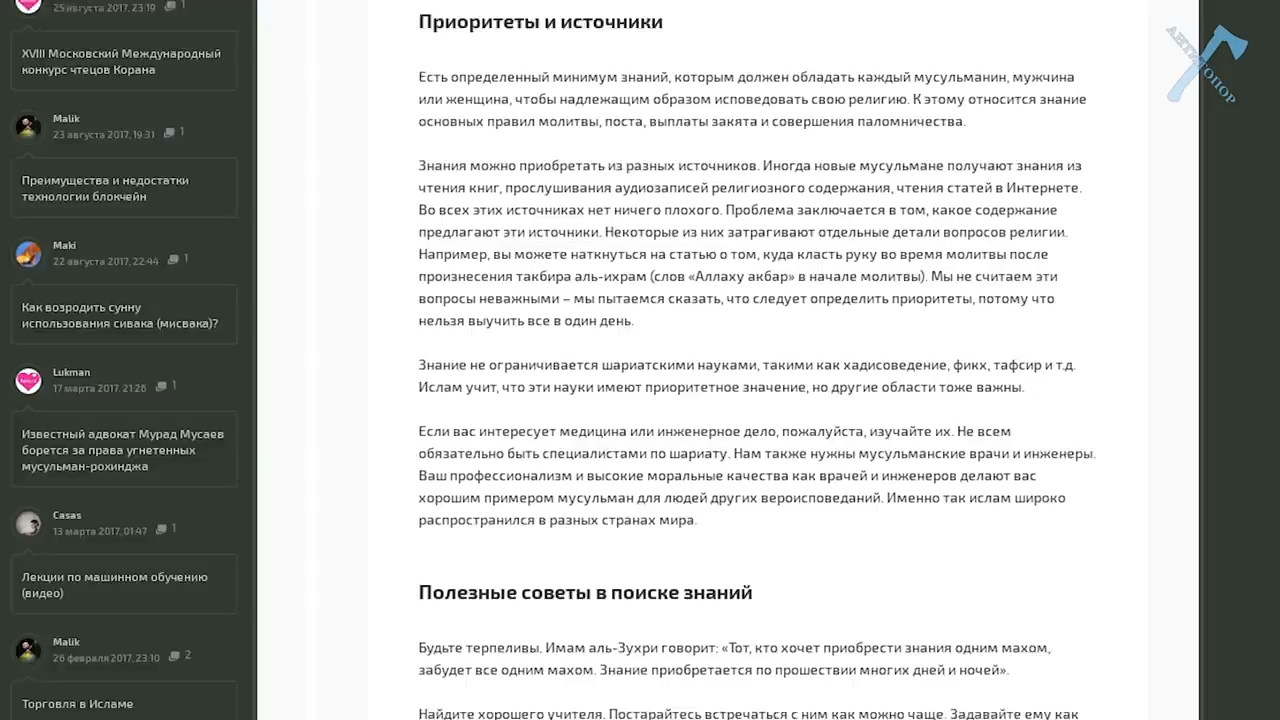 25 августа 2017, 23:19 1
XVIII Московский Международный
конкурс чтецов Корана
Malik
23 августа 2017, 19:31 1
Преимущества и недостатки
технологии блокчейн
Maki
22 августа 2017, 22:44 1
Как возродить сунну
использования сивака (мисвака)?
Lukman
17 марта 2017, 21:26 1
Известный адвокат Мурад Мусаев
борется за права угнетенных
мусульман-рохинджа
Casas
13 марта 2017, 01:47 1
Лекции по машинном обучению
(видео)
Malik
26 февраля 2017, 23:10 2
Торговля в Исламе
Приоритеты и источники
Есть определенный минимум знаний, которым должен обладать каждый мусульманин, мужчина
или женщина, чтобы надлежащим образом исповедовать свою религию. К этому относится знание
основных правил молитвы, поста, выплаты закята и совершения паломничества.
Знания можно приобретать из разных источников. Иногда новые мусульмане получают знания из
чтения книг, прослушивания аудиозаписей религиозного содержания, чтения статей в Интернете.
Во всех этих источниках нет ничего плохого. Проблема заключается в том, какое содержание
предлагают эти источники. Некоторые из них затрагивают отдельные детали вопросов религии.
Например, вы можете наткнуться на статью о том, куда класть руку во время молитвы после
произнесения такбира аль-ихрам (слов «Аллаху акбар» в начале молитвы). Мы не считаем эти
вопросы неважными – мы пытаемся сказать, что следует определить приоритеты, потому что
нельзя выучить все в один день.
Знание не ограничивается шариатскими науками, такими как хадисоведение, фикх, тафсир и т.д.
Ислам учит, что эти науки имеют приоритетное значение, но другие области тоже важны.
Если вас интересует медицина или инженерное дело, пожалуйста, изучайте их. Не всем
обязательно быть специалистами по шариату. Нам также нужны мусульманские врачи и инженеры.
Ваш профессионализм и высокие моральные качества как врачей и инженеров делают вас
хорошим примером мусульман для людей других вероисповеданий. Именно так ислам широко
распространился в разных странах мира.
Полезные советы в поиске знаний
Будьте терпеливы. Имам аль-Зухри говорит: «Тот, кто хочет приобрести знания одним махом,
забудет все одним махом. Знание приобретается по прошествии многих дней и ночей».
Найдите хорошего учителя. Постарайтесь встречаться с ним как можно чаще. Задавайте ему как
АНТИТОПОР